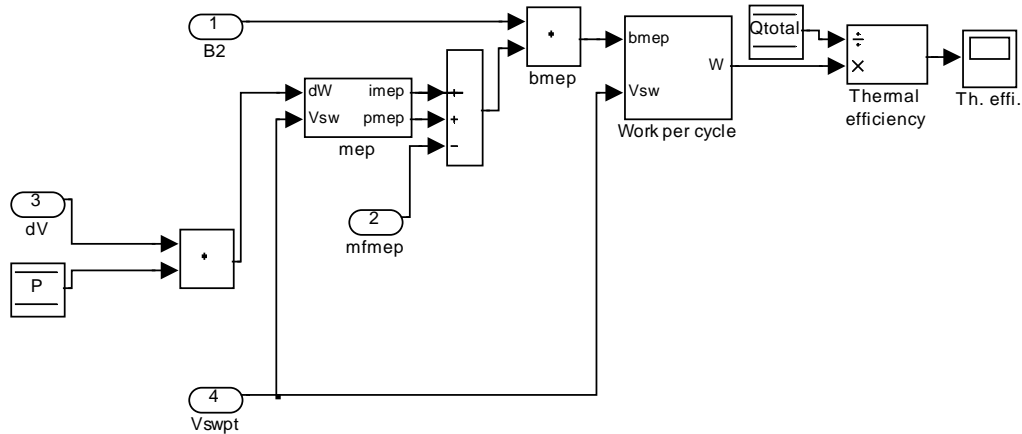 1
B2
bmep
bmep
Vsw
W
Work per cycle
Qtotal
÷
×
Thermal
efficiency
Th. effi.
dW
Vsw
imep
pmep
mep
+
+
−
2
mfmep
3
dV
P
4
Vswpt